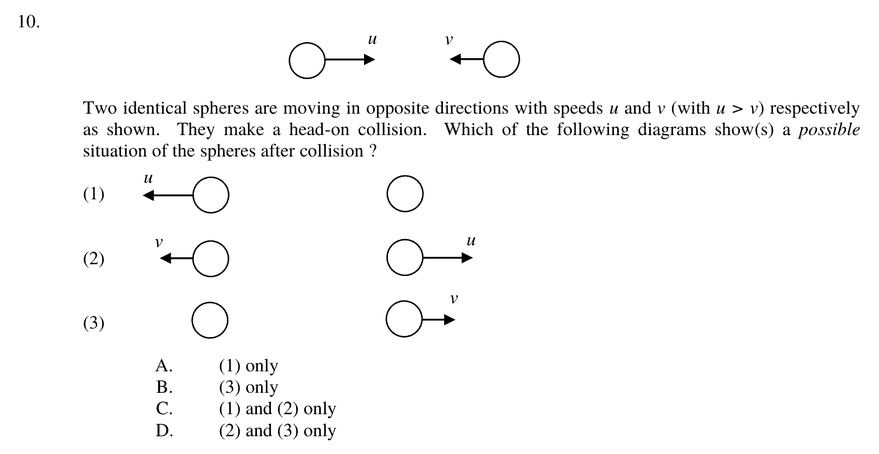 10.
u v
Two identical spheres are moving in opposite directions with speeds u and v (with u > v) respectively
as shown. They make a head-on collision. Which of the following diagrams show(s) a possible
situation of the spheres after collision ?
(1) u
(2) v u
(3) v
A. (1) only
B. (3) only
C. (1) and (2) only
D. (2) and (3) only